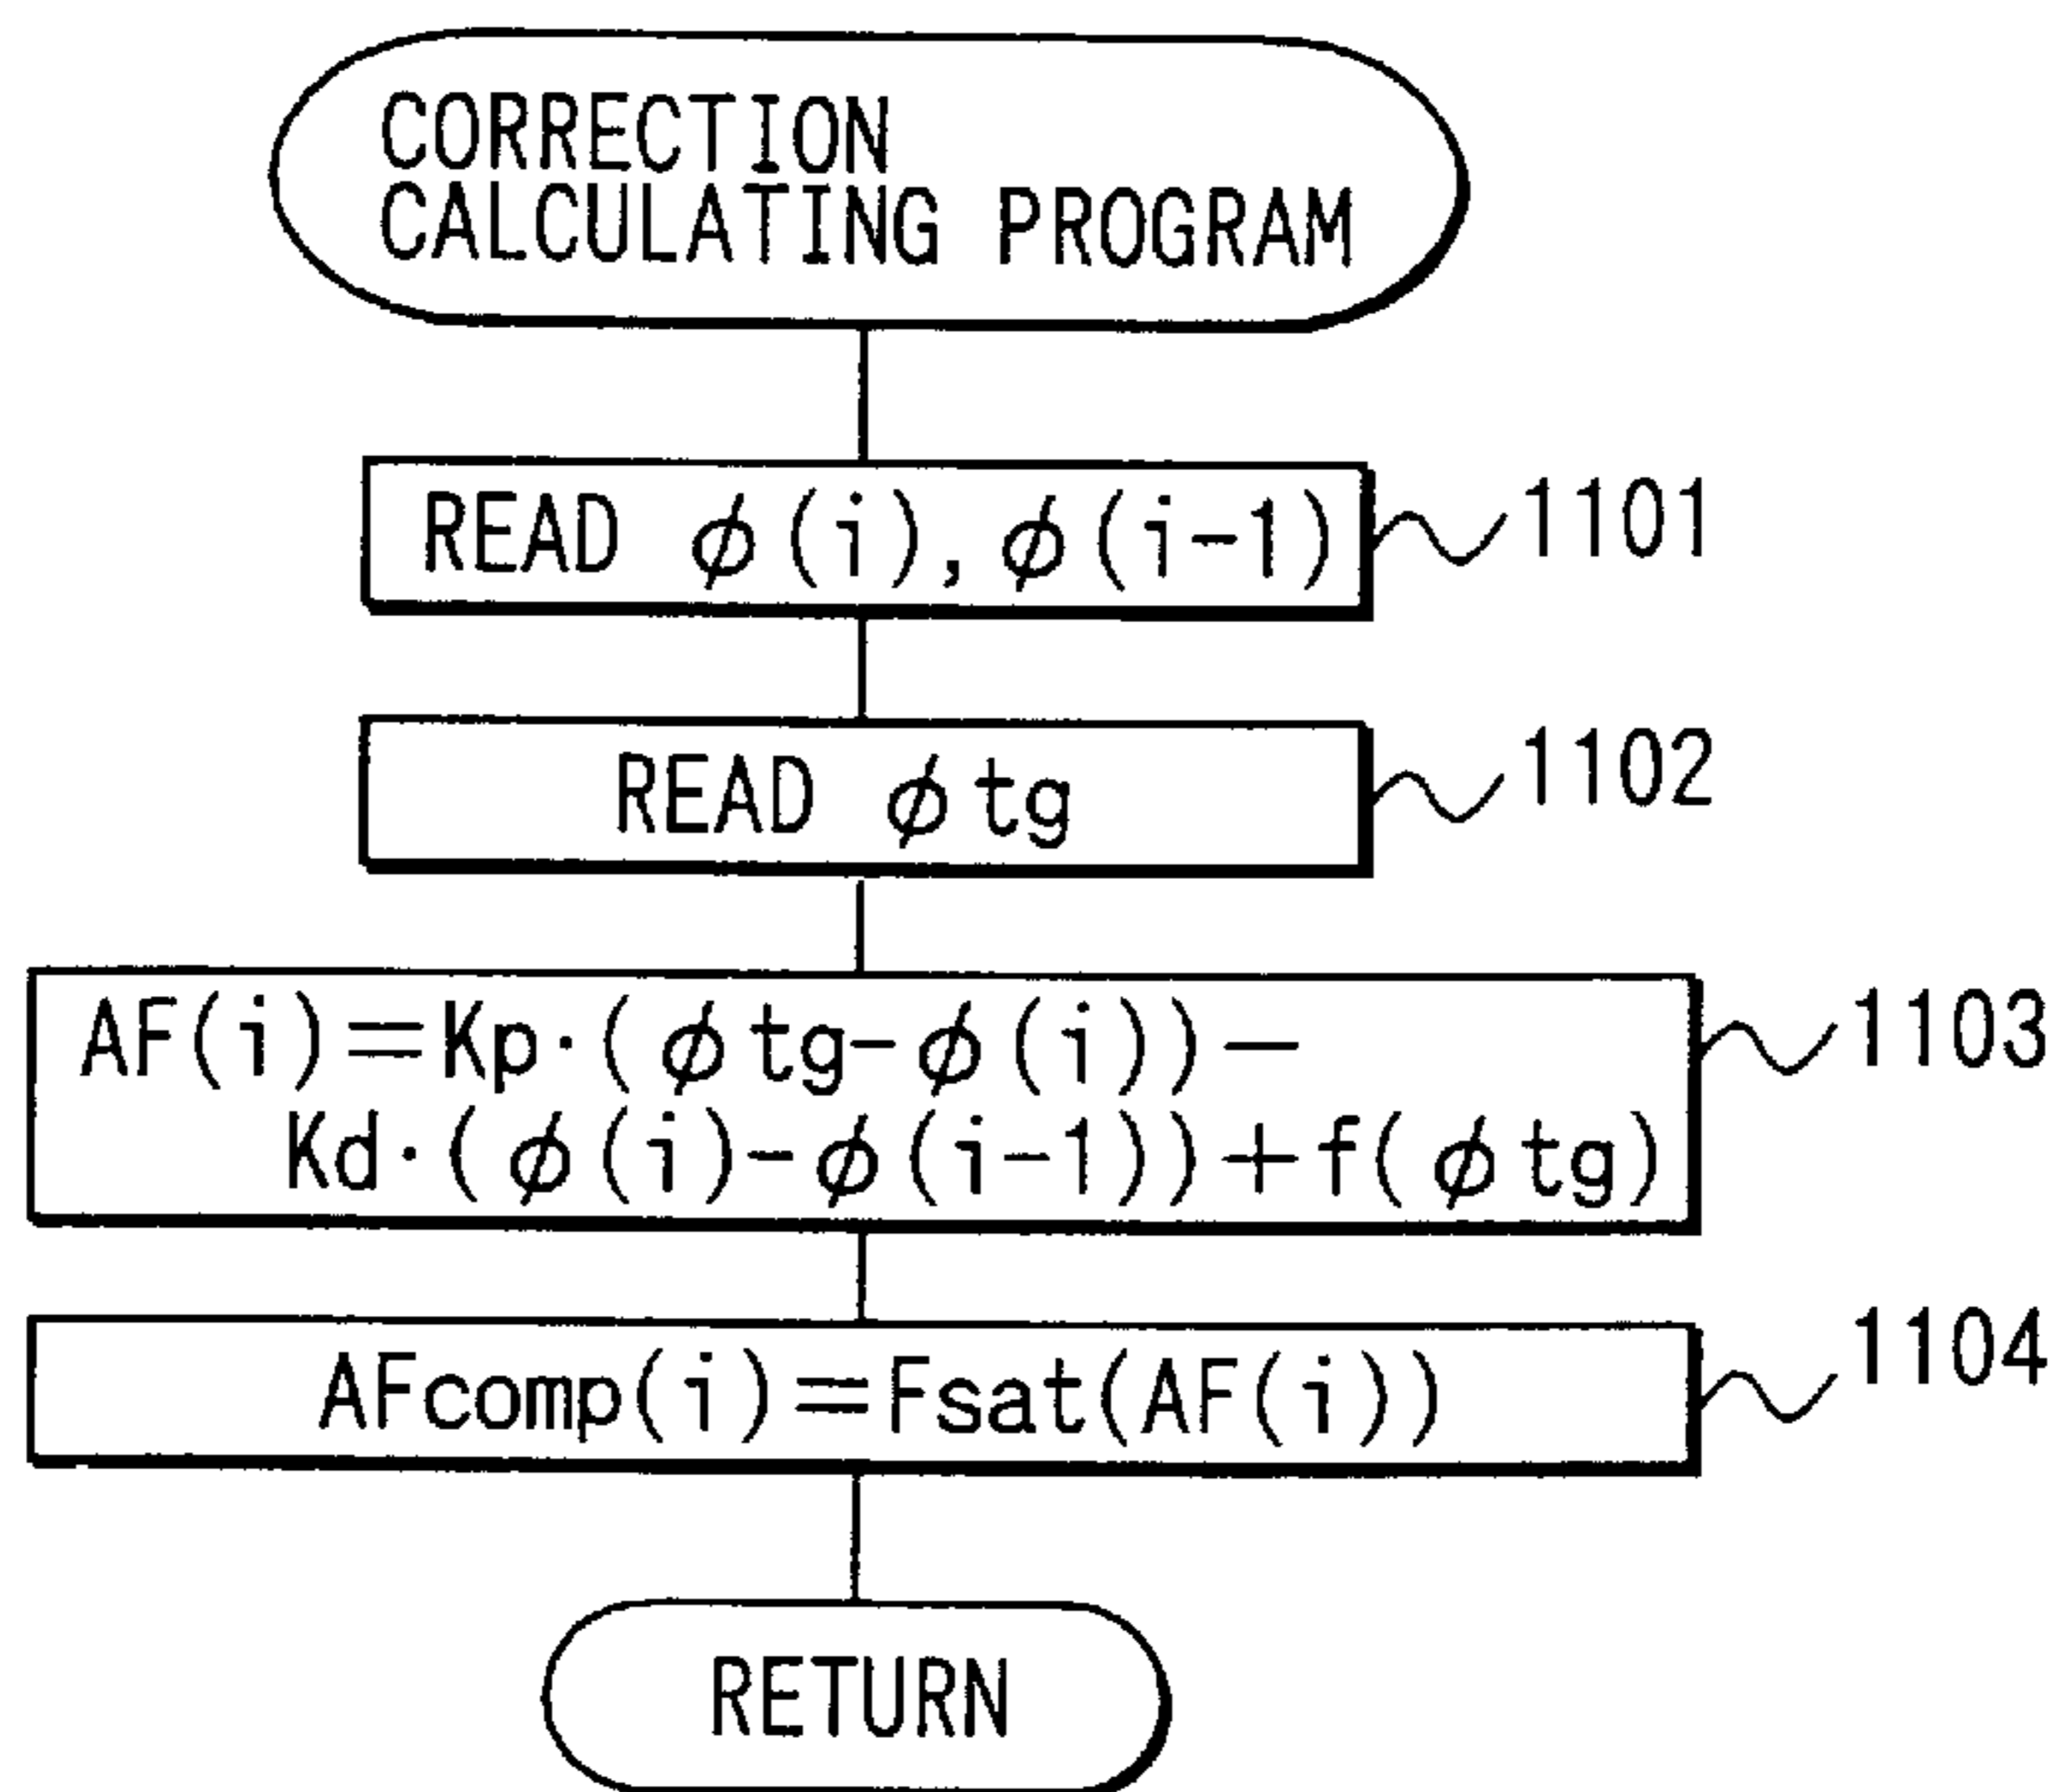 CORRECTION
CALCULATING PROGRAM
READ ϕ(i),ϕ(i-1)
1101
READ ϕtg
1102
AF(i)=Kp·(ϕtg-ϕ(i))-
Kd·(ϕ(i)-ϕ(i-1))+f(ϕtg)
1103
AFcomp(i)=Fsat(AF(i))
1104
RETURN